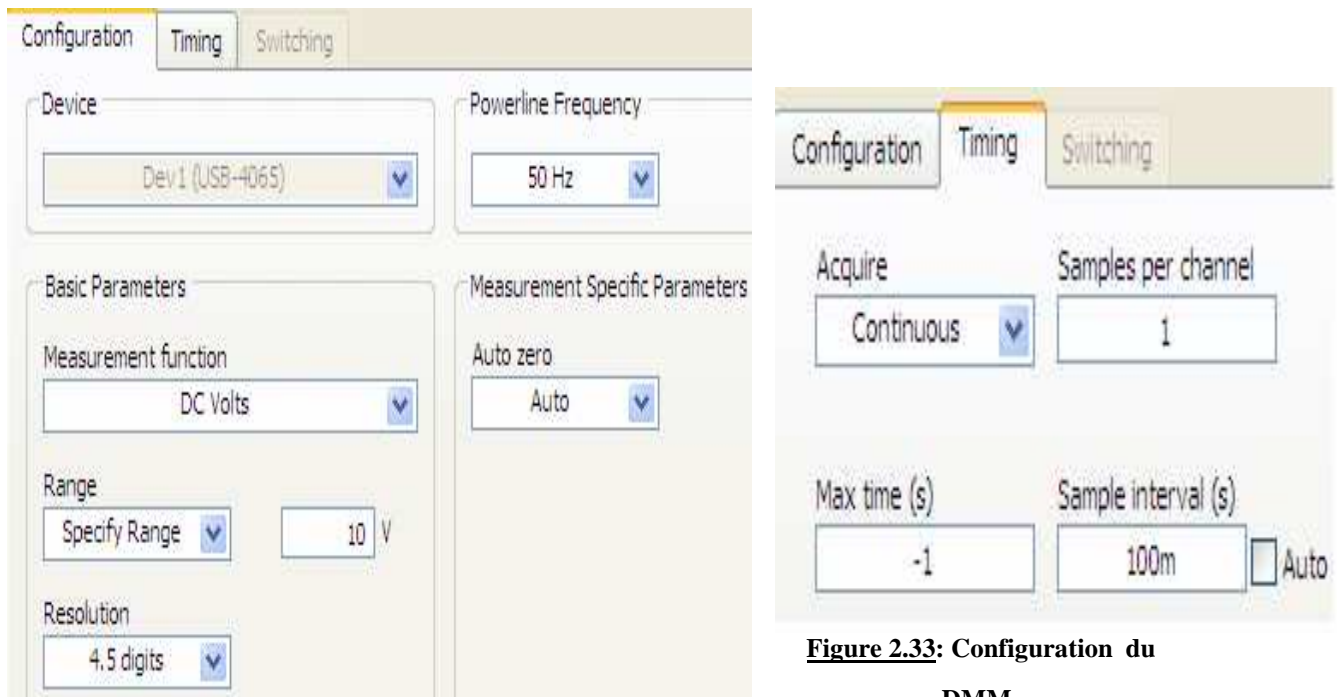 Configuration Timing Switching
Device
Dev1 (USB-4065)
Powerline Frequency
50 Hz
Basic Parameters
Measurement function
DC Volts
Range
Specify Range 10 V
Resolution
4.5 digits
Measurement Specific Parameters
Auto zero
Auto
Configuration Timing Switching
Acquire
Continuous
Samples per channel
1
Max time (s)
-1
Sample interval (s)
100m Auto
Figure 2.33: Configuration du
DMM